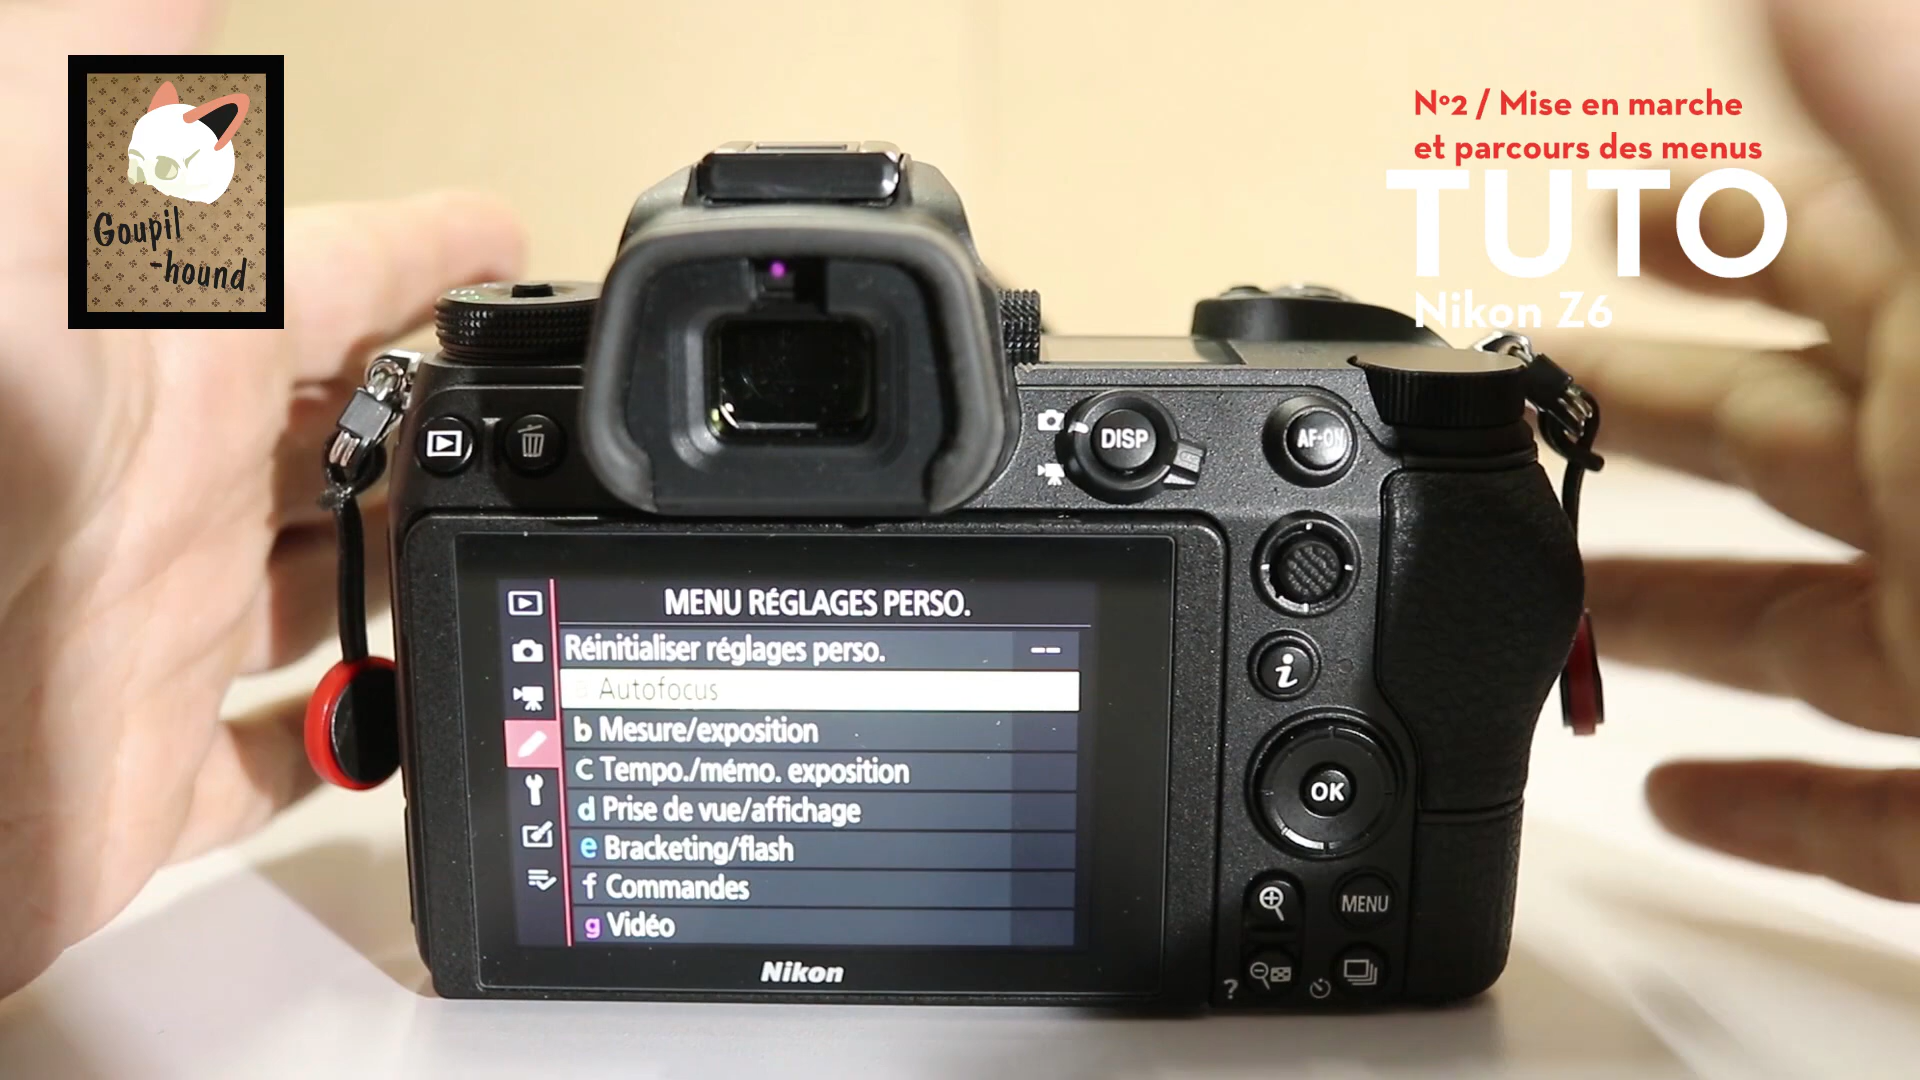 Goupil
-hound
N°2 / Mise en marche
et parcours des menus
TUTO
Nikon Z6
DISP
AF-ON
MENU RÉGLAGES PERSO.
Réinitialiser réglages perso. --
Autofocus
b Mesure/exposition
c Tempo./mémo. exposition
d Prise de vue/affichage
e Bracketing/flash
f Commandes
g Vidéo
Nikon
i
OK
MENU
?